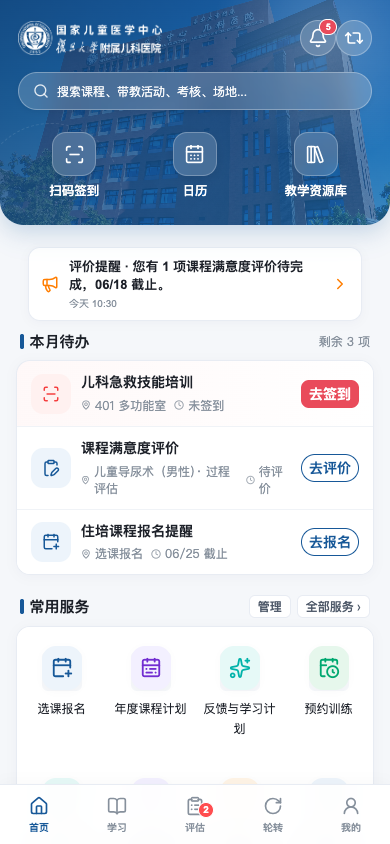 国家儿童医学中心
復旦大学附属儿科医院
5
搜索课程、带教活动、考核、场地...
扫码签到
日历
教学资源库
评价提醒 · 您有 1 项课程满意度评价待完
成，06/18 截止。
今天 10:30
本月待办
剩余 3 项
儿科急救技能培训
401 多功能室
未签到
去签到
课程满意度评价
儿童导尿术（男性）· 过程
评估
待评
价
去评价
住培课程报名提醒
选课报名
06/25 截止
去报名
常用服务
管理
全部服务 ›
选课报名
年度课程计划
反馈与学习计
划
预约训练
首页
学习
2
评估
轮转
我的